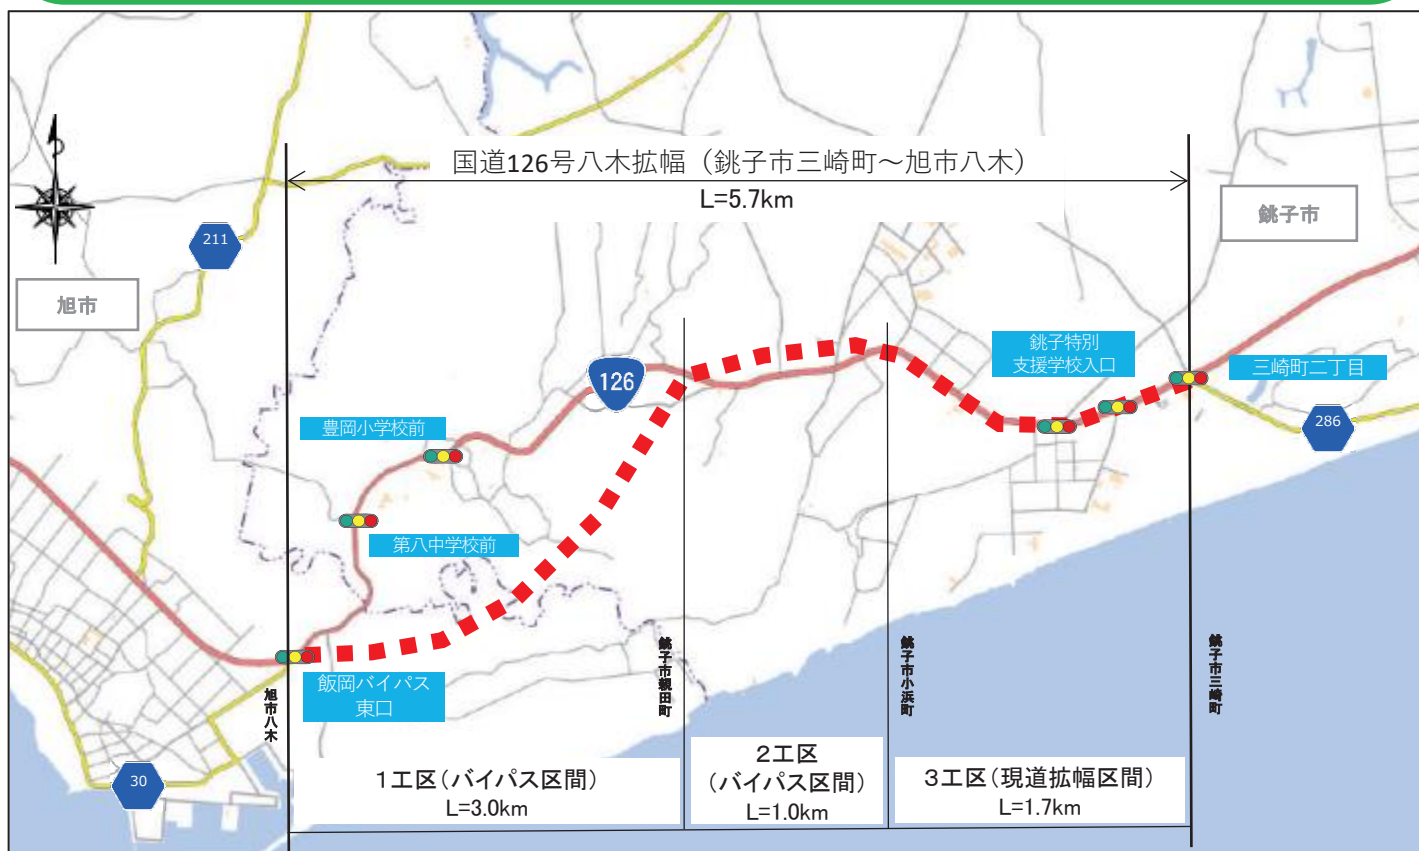 国道126号八木拡幅（銚子市三崎町～旭市八木）
L=5.7km
銚子市
211
旭市
銚子特別
支援学校入口
三崎町二丁目
126
286
豊岡小学校前
第八中学校前
飯岡バイパス
東口
旭市八木
銚子市親田町
銚子市小浜町
銚子市三崎町
30
1工区（バイパス区間）
L=3.0km
2工区
（バイパス区間）
L=1.0km
3工区（現道拡幅区間）
L=1.7km